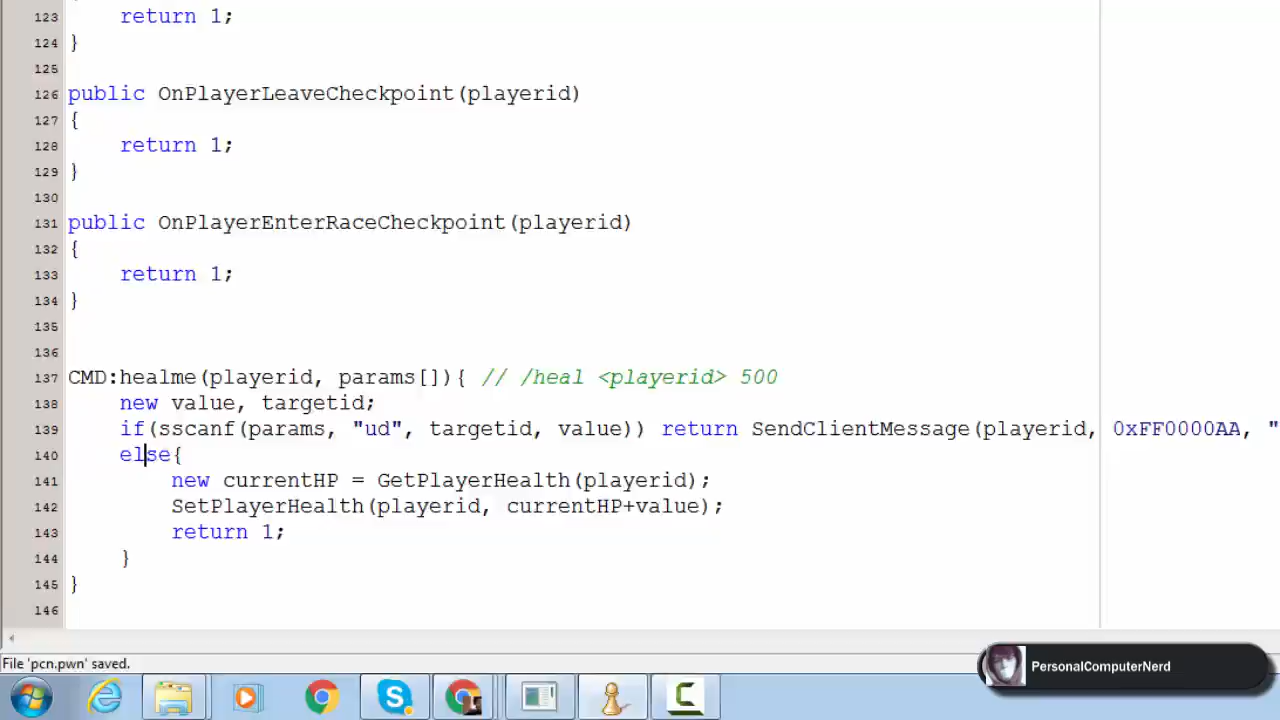 123 return 1;
124 }
125
126 public OnPlayerLeaveCheckpoint(playerid)
127 {
128 return 1;
129 }
130
131 public OnPlayerEnterRaceCheckpoint(playerid)
132 {
133 return 1;
134 }
135
136
137 CMD:healme(playerid, params[]){ // /heal <playerid> 500
138 new value, targetid;
139 if(sscanf(params, "ud", targetid, value)) return SendClientMessage(playerid, 0xFF0000AA, "
140 else{
141 new currentHP = GetPlayerHealth(playerid);
142 SetPlayerHealth(playerid, currentHP+value);
143 return 1;
144 }
145 }
146
File 'pcn.pwn' saved.
PersonalComputerNerd